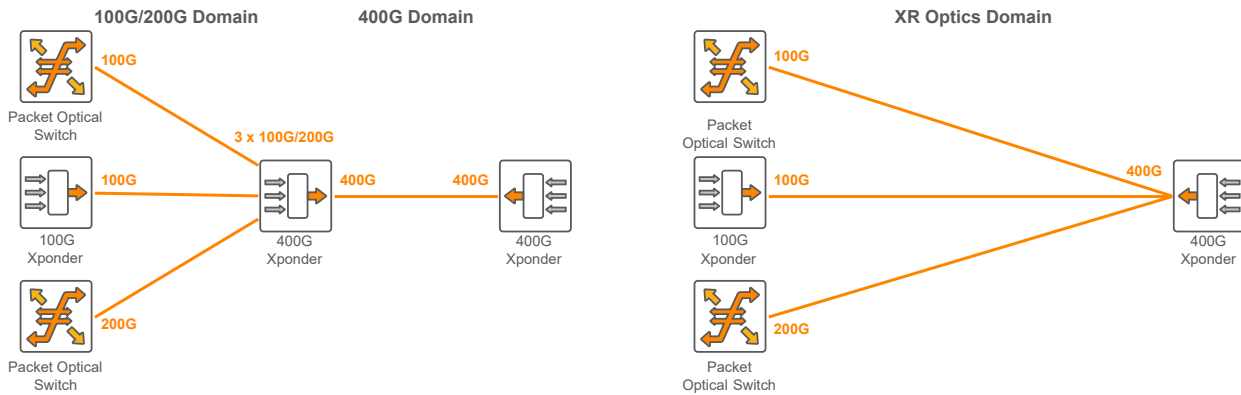 100G/200G Domain
400G Domain
100G
Packet Optical
Switch
3 x 100G/200G
100G
400G
400G
100G
Xponder
400G
Xponder
400G
Xponder
200G
Packet Optical
Switch
XR Optics Domain
100G
Packet
Optical Switch
100G
400G
100G
Xponder
400G
Xponder
200G
Packet
Optical Switch